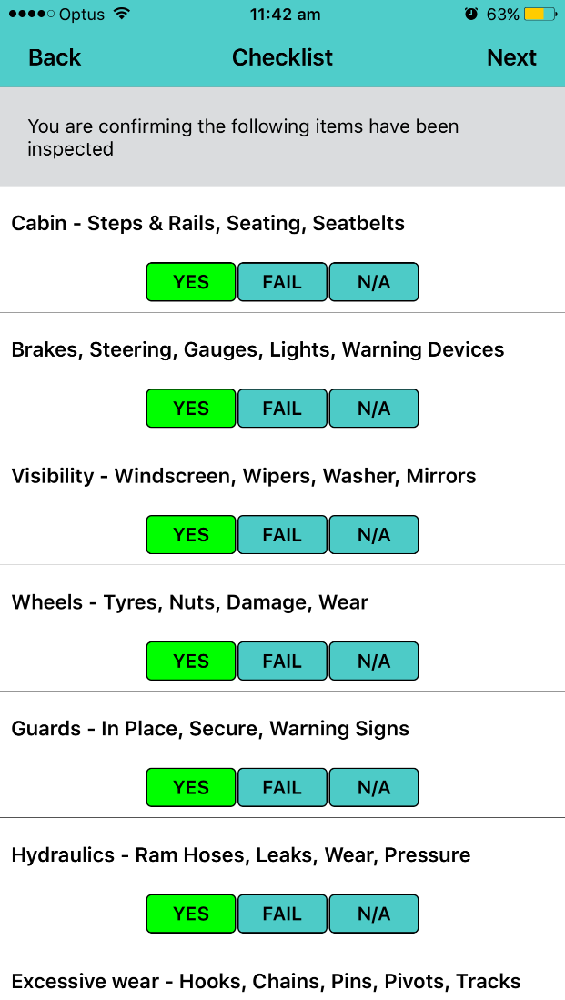 Optus 11:42 am 63%
Back Checklist Next
You are confirming the following items have been
inspected
Cabin - Steps & Rails, Seating, Seatbelts
YES FAIL N/A
Brakes, Steering, Gauges, Lights, Warning Devices
YES FAIL N/A
Visibility - Windscreen, Wipers, Washer, Mirrors
YES FAIL N/A
Wheels - Tyres, Nuts, Damage, Wear
YES FAIL N/A
Guards - In Place, Secure, Warning Signs
YES FAIL N/A
Hydraulics - Ram Hoses, Leaks, Wear, Pressure
YES FAIL N/A
Excessive wear - Hooks, Chains, Pins, Pivots, Tracks